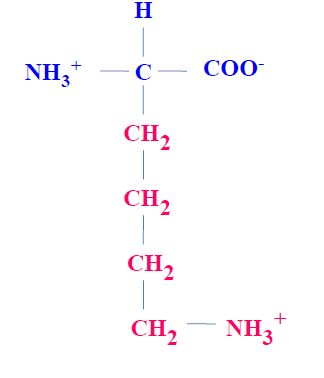 H
NH₃⁺ — C — COO⁻
CH₂
CH₂
CH₂
CH₂ — NH₃⁺